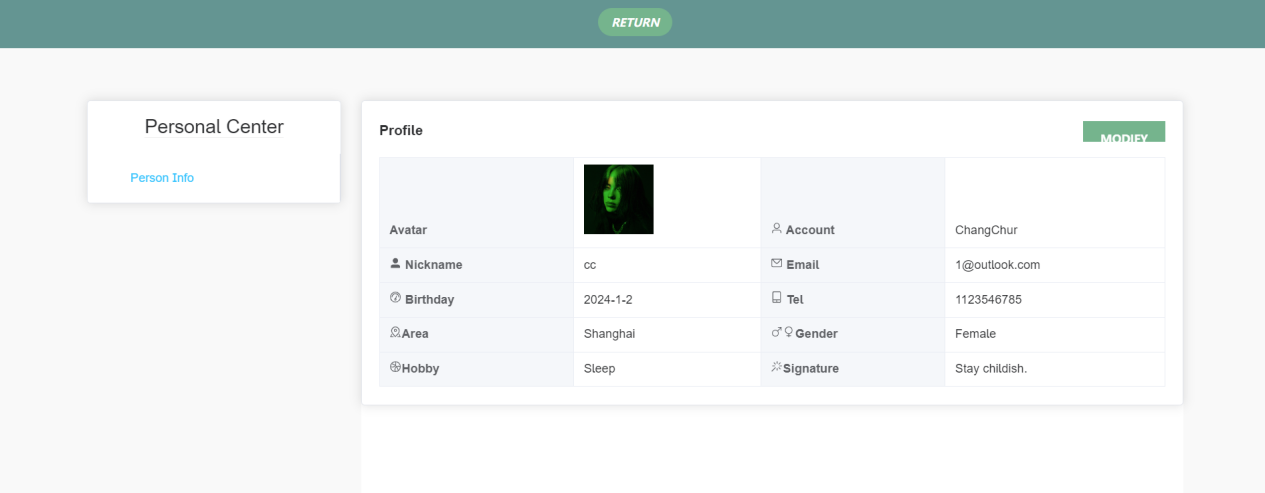 RETURN
Personal Center
Person Info
Profile
MODIFY
Avatar
Account
ChangChur
Nickname
cc
Email
1@outlook.com
Birthday
2024-1-2
Tel
1123546785
Area
Shanghai
Gender
Female
Hobby
Sleep
Signature
Stay childish.